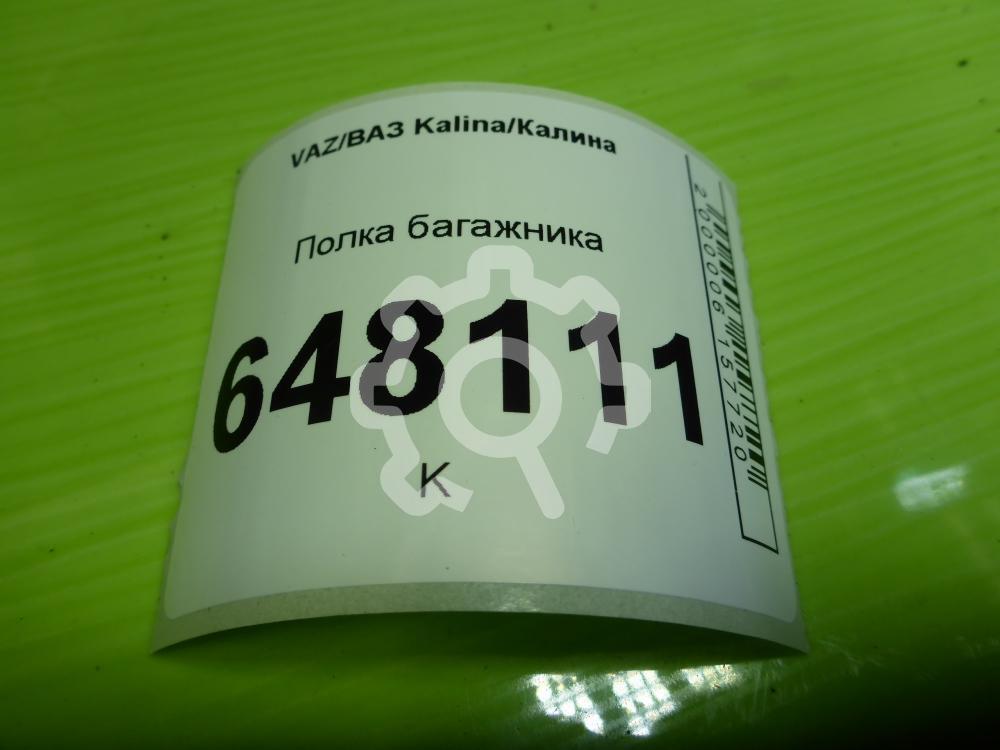 VAZ/ВАЗ Kalina/Калина
Полка багажника
648111
К
2000006157720